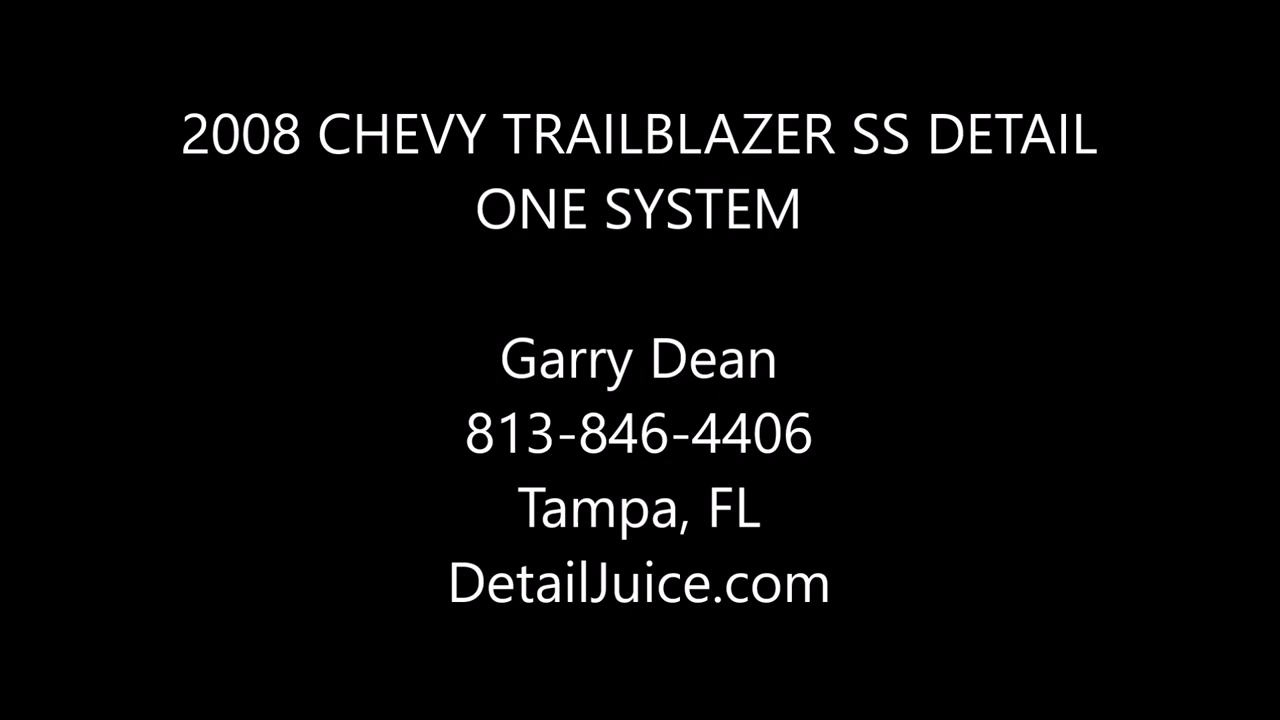 2008 CHEVY TRAILBLAZER SS DETAIL
ONE SYSTEM
Garry Dean
813-846-4406
Tampa, FL
DetailJuice.com